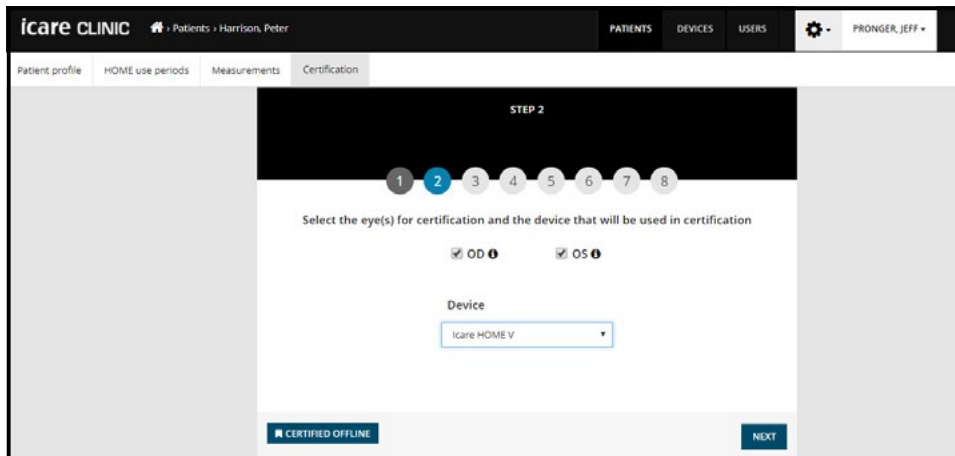 icare CLINIC › Patients › Harrison, Peter PATIENTS DEVICES USERS PRONGER, JEFF
Patient profile HOME use periods Measurements Certification
STEP 2
1 2 3 4 5 6 7 8
Select the eye(s) for certification and the device that will be used in certification
OD OS
Device
Icare HOME V
CERTIFIED OFFLINE NEXT